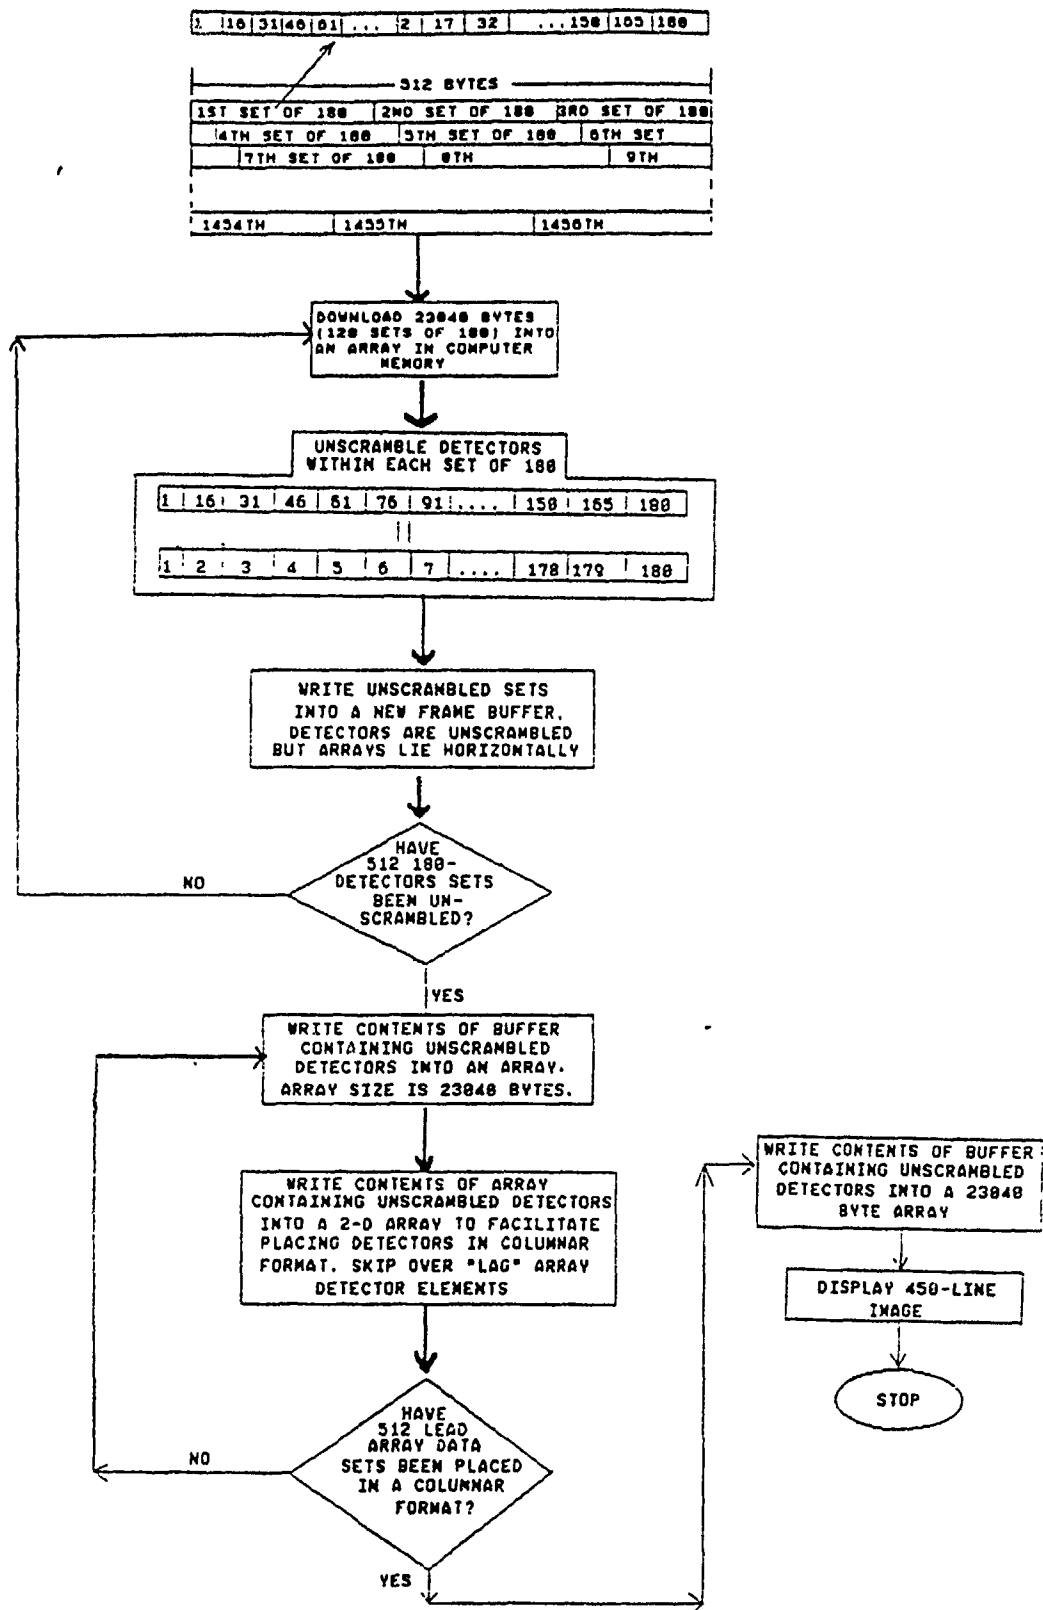 1 16 31 46 61 ... 2 17 32 ...150 165 180
512 BYTES
1ST SET OF 180 2ND SET OF 180 3RD SET OF 180
4TH SET OF 180 5TH SET OF 180 6TH SET
7TH SET OF 180 8TH 9TH
1454TH 1455TH 1456TH
DOWNLOAD 23040 BYTES
(128 SETS OF 180) INTO
AN ARRAY IN COMPUTER
MEMORY
UNSCRAMBLE DETECTORS
WITHIN EACH SET OF 180
1 16 31 46 61 76 91 .... 150 165 180
1 2 3 4 5 6 7 .... 178 179 180
WRITE UNSCRAMBLED SETS
INTO A NEW FRAME BUFFER.
DETECTORS ARE UNSCRAMBLED
BUT ARRAYS LIE HORIZONTALLY
HAVE
512 180-
DETECTORS SETS
BEEN UN-
SCRAMBLED?
NO
YES
WRITE CONTENTS OF BUFFER
CONTAINING UNSCRAMBLED
DETECTORS INTO AN ARRAY.
ARRAY SIZE IS 23040 BYTES.
WRITE CONTENTS OF ARRAY
CONTAINING UNSCRAMBLED DETECTORS
INTO A 2-D ARRAY TO FACILITATE
PLACING DETECTORS IN COLUMNAR
FORMAT. SKIP OVER "LAG" ARRAY
DETECTOR ELEMENTS
HAVE
512 LEAD
ARRAY DATA
SETS BEEN PLACED
IN A COLUMNAR
FORMAT?
NO
YES
WRITE CONTENTS OF BUFFER
CONTAINING UNSCRAMBLED
DETECTORS INTO A 23040
BYTE ARRAY
DISPLAY 450-LINE
IMAGE
STOP